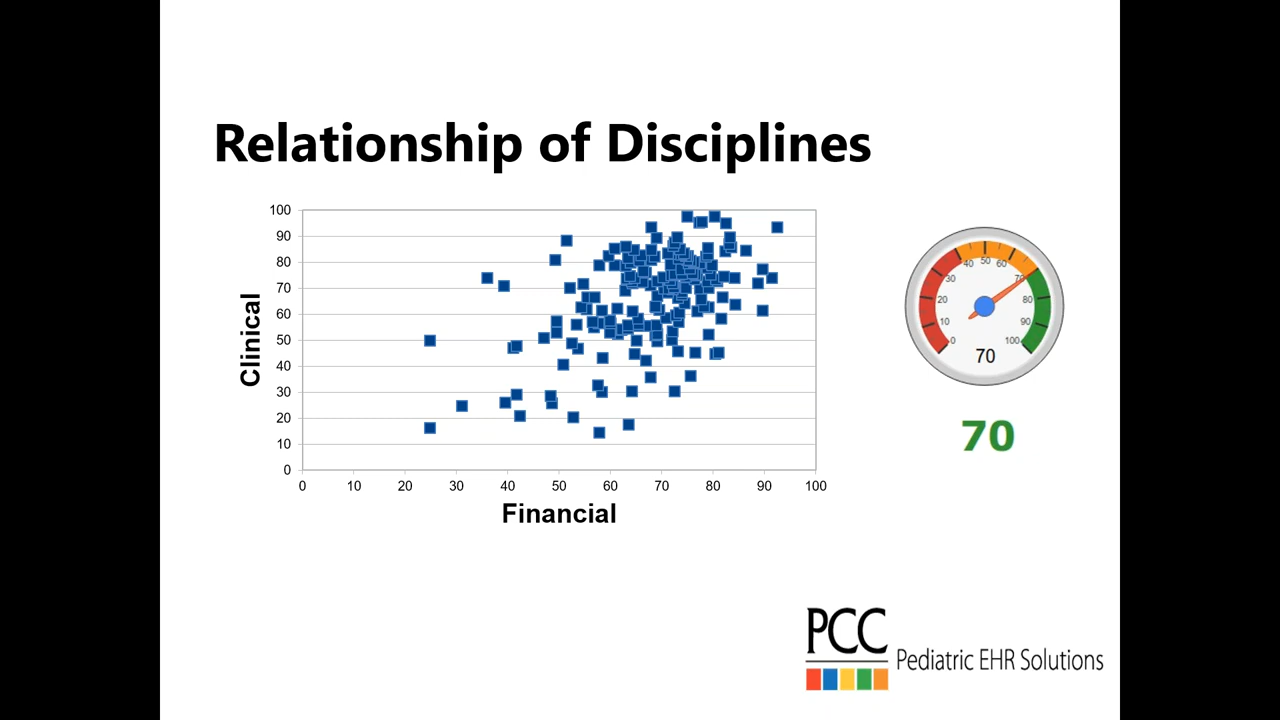 Relationship of Disciplines
100
90
80
70
60
50
40
30
20
10
0
Clinical
0 10 20 30 40 50 60 70 80 90 100
Financial
0 10 20 30 40 50 60 70 80 90 100
70
70
PCC
Pediatric EHR Solutions